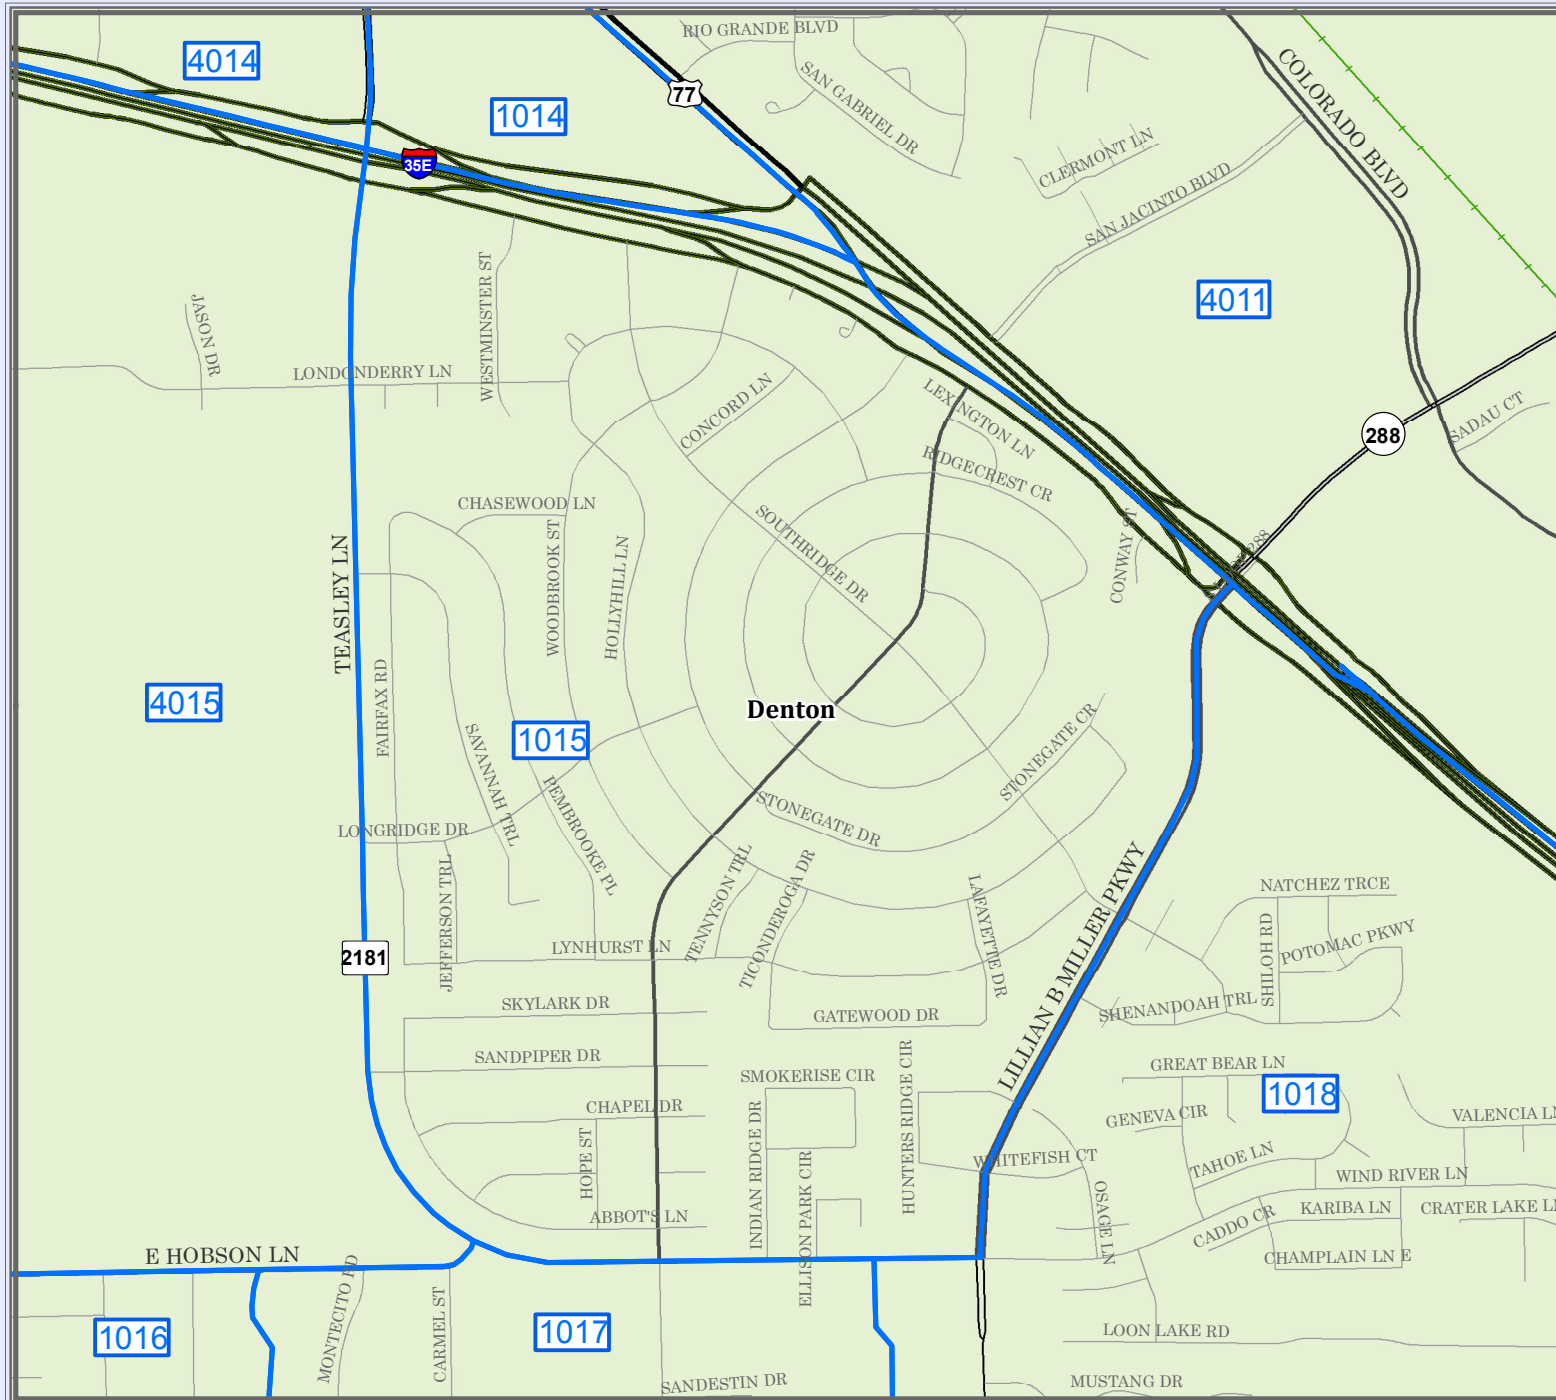 RIO GRANDE BLVD
4014
COLORADO BLVD
77
SAN GABRIEL DR
1014
35E
CLERMONT LN
SAN JACINTO BLVD
4011
WESTMINSTER ST
JASON DR
LONDONDERRY LN
CONCORD LN
LEXINGTON LN
SADAU CT
288
RIDGECREST CR
CHASEWOOD LN
SOUTHRIDGE DR
CONWAY ST
288
WOODBROOK ST
HOLLYHILL LN
TEASLEY LN
FAIRFAX RD
4015
Denton
1015
SAVANNAH TRL
STONEGATE CR
PEMBROOKE PL
STONEGATE DR
LONGRIDGE DR
JEFFERSON TRL
TENNYSON TRL
TICONDEROGA DR
LAFAYETTE DR
LILLIAN B MILLER PKWY
NATCHEZ TRCE
SHILOH RD
POTOMAC PKWY
2181
LYNHURST LN
SKYLARK DR
GATEWOOD DR
SHENANDOAH TRL
SANDPIPER DR
SMOKERISE CIR
HUNTERS RIDGE CIR
GREAT BEAR LN
1018
CHAPEL DR
GENEVA CIR
VALENCIA LN
HOPE ST
INDIAN RIDGE DR
WHITEFISH CT
TAHOE LN
WIND RIVER LN
ELLISON PARK CIR
OSAGE LN
ABBOT'S LN
CADDO CR
KARIBA LN
CRATER LAKE LN
E HOBSON LN
CHAMPLAIN LN E
MONTECITO RD
CARMEL ST
1016
1017
LOON LAKE RD
SANDESTIN DR
MUSTANG DR